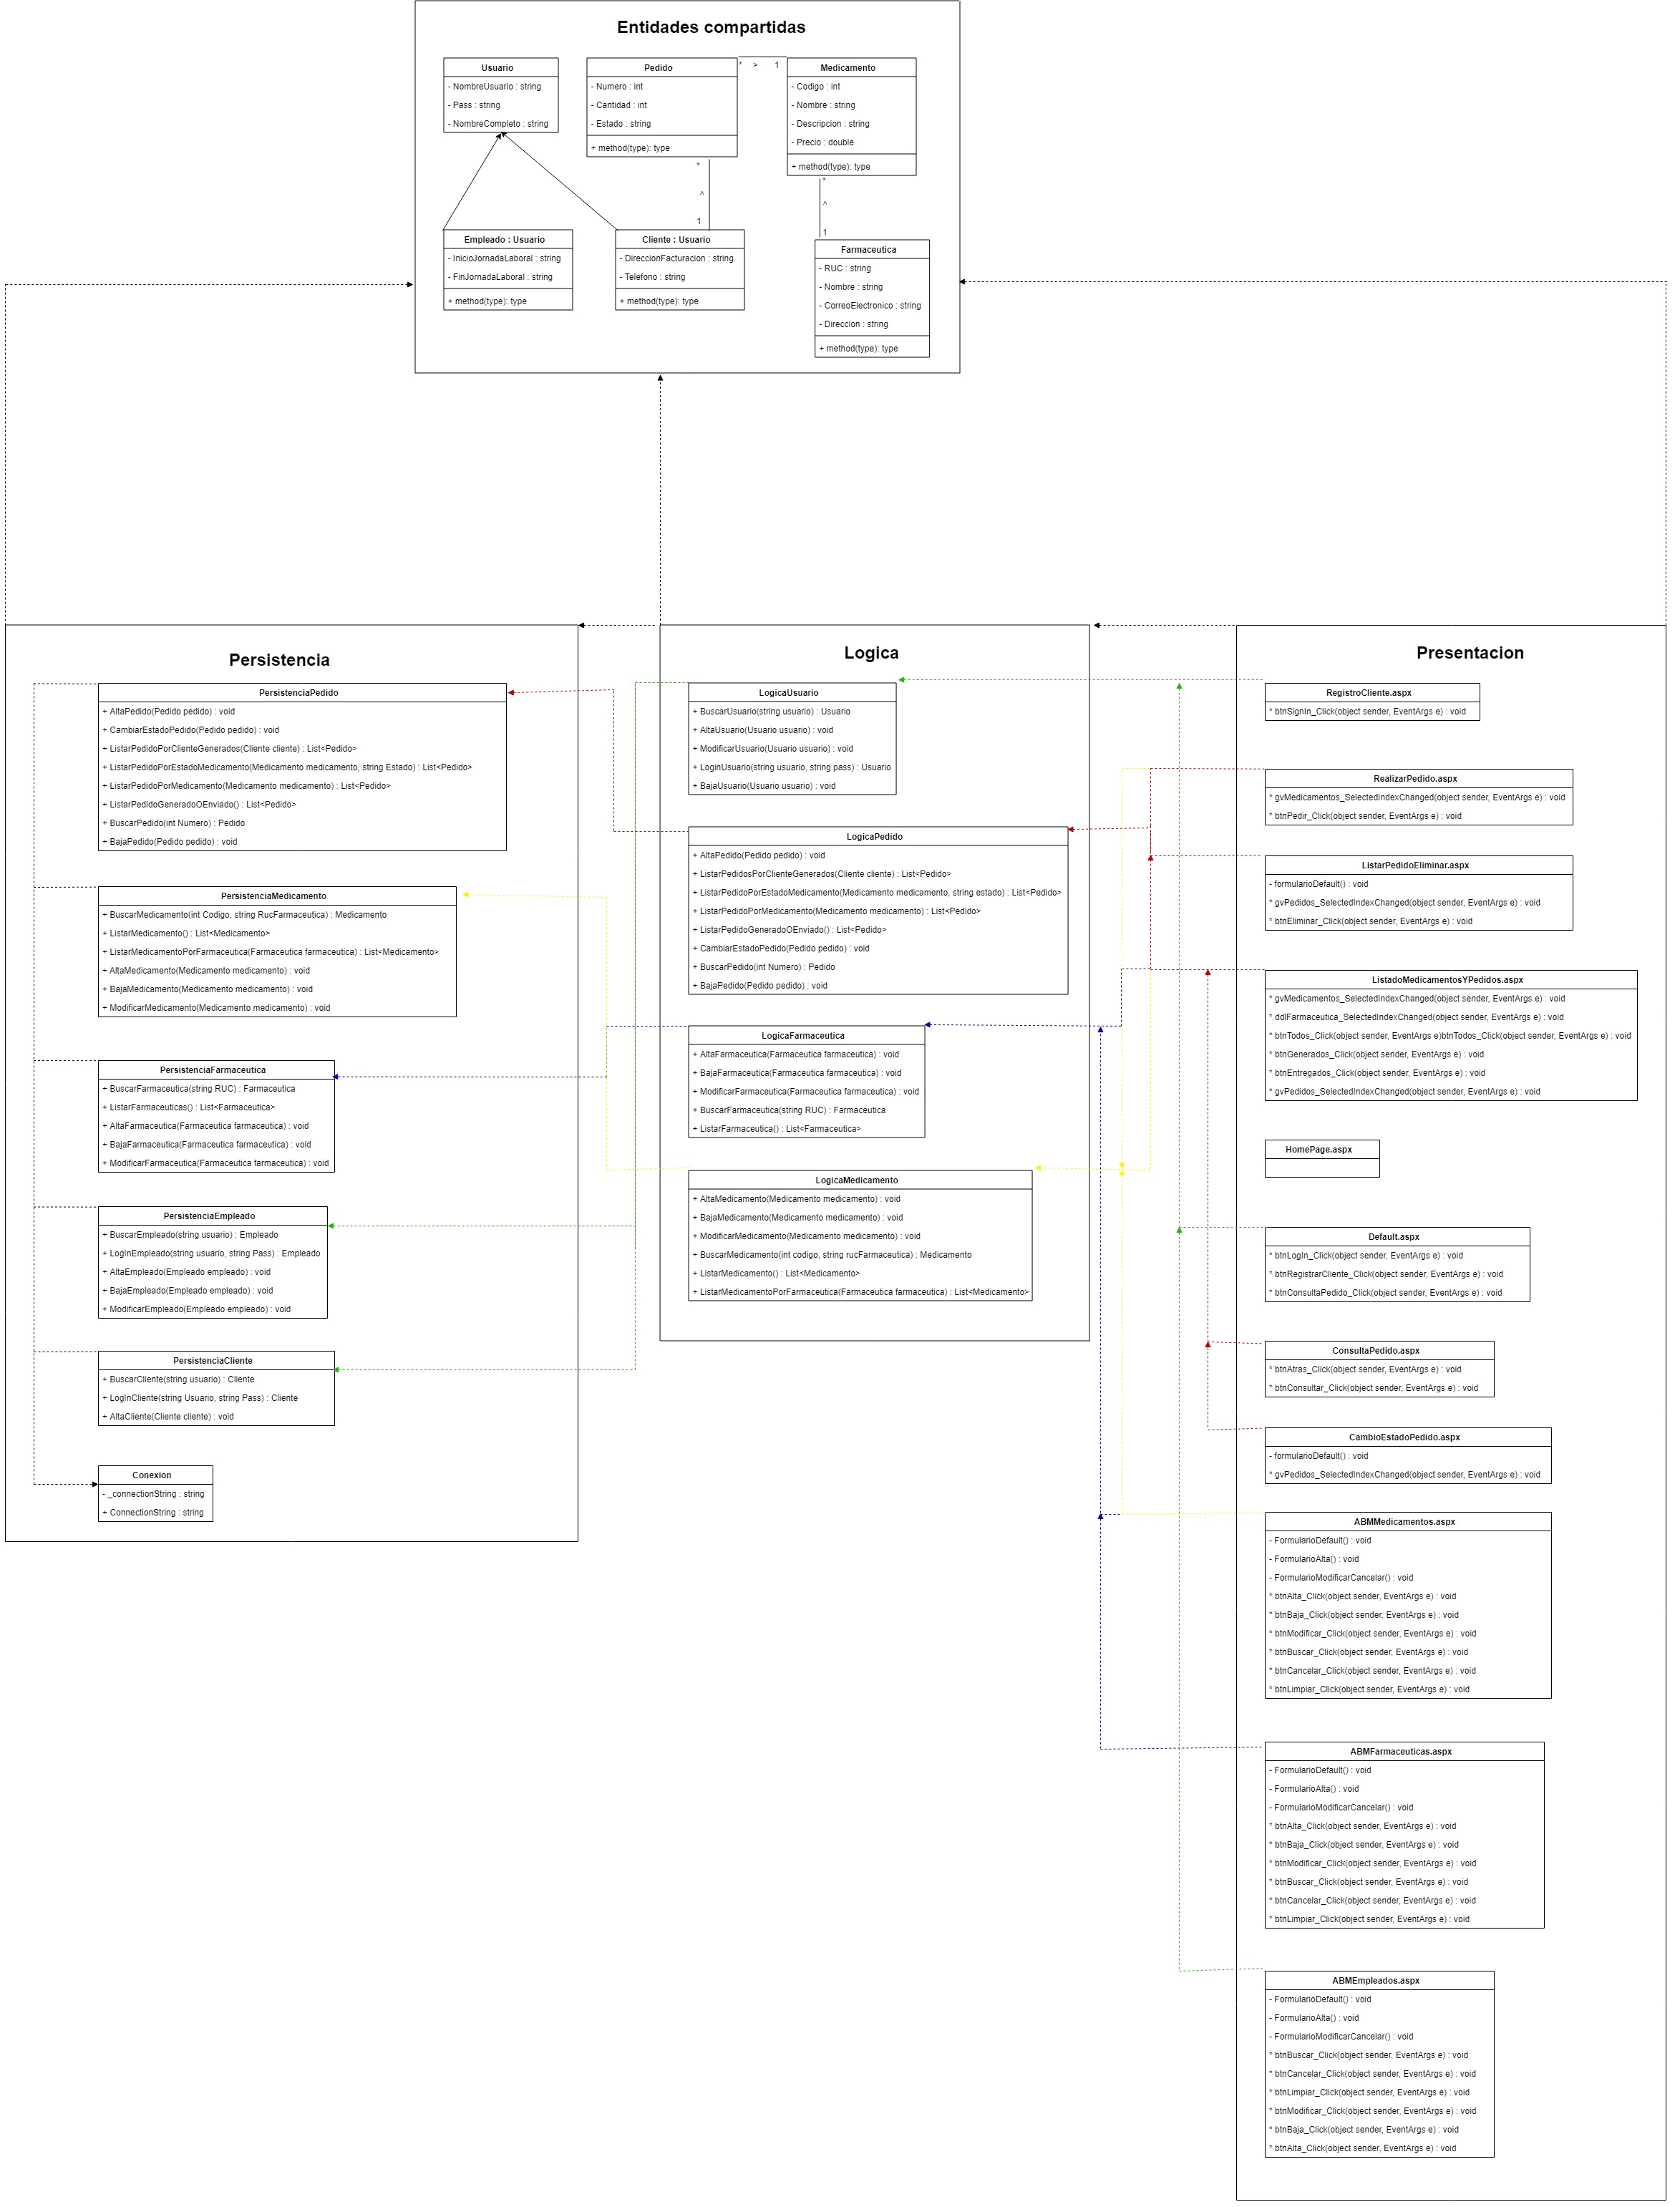 Entidades compartidas
Usuario
- NombreUsuario : string
- Pass : string
- NombreCompleto : string
Pedido
- Numero : int
- Cantidad : int
- Estado : string
+ method(type): type
* > 1
Medicamento
- Codigo : int
- Nombre : string
- Descripcion : string
- Precio : double
+ method(type): type
*
^
1
*
^
1
Empleado : Usuario
- InicioJornadaLaboral : string
- FinJornadaLaboral : string
+ method(type): type
Cliente : Usuario
- DireccionFacturacion : string
- Telefono : string
+ method(type): type
Farmaceutica
- RUC : string
- Nombre : string
- CorreoElectronico : string
- Direccion : string
+ method(type): type
Persistencia
PersistenciaPedido
+ AltaPedido(Pedido pedido) : void
+ CambiarEstadoPedido(Pedido pedido) : void
+ ListarPedidoPorClienteGenerados(Cliente cliente) : List<Pedido>
+ ListarPedidoPorEstadoMedicamento(Medicamento medicamento, string Estado) : List<Pedido>
+ ListarPedidoPorMedicamento(Medicamento medicamento) : List<Pedido>
+ ListarPedidoGeneradoOEnviado() : List<Pedido>
+ BuscarPedido(int Numero) : Pedido
+ BajaPedido(Pedido pedido) : void
PersistenciaMedicamento
+ BuscarMedicamento(int Codigo, string RucFarmaceutica) : Medicamento
+ ListarMedicamento() : List<Medicamento>
+ ListarMedicamentoPorFarmaceutica(Farmaceutica farmaceutica) : List<Medicamento>
+ AltaMedicamento(Medicamento medicamento) : void
+ BajaMedicamento(Medicamento medicamento) : void
+ ModificarMedicamento(Medicamento medicamento) : void
PersistenciaFarmaceutica
+ BuscarFarmaceutica(string RUC) : Farmaceutica
+ ListarFarmaceuticas() : List<Farmaceutica>
+ AltaFarmaceutica(Farmaceutica farmaceutica) : void
+ BajaFarmaceutica(Farmaceutica farmaceutica) : void
+ ModificarFarmaceutica(Farmaceutica farmaceutica) : void
PersistenciaEmpleado
+ BuscarEmpleado(string usuario) : Empleado
+ LogInEmpleado(string usuario, string Pass) : Empleado
+ AltaEmpleado(Empleado empleado) : void
+ BajaEmpleado(Empleado empleado) : void
+ ModificarEmpleado(Empleado empleado) : void
PersistenciaCliente
+ BuscarCliente(string usuario) : Cliente
+ LogInCliente(string Usuario, string Pass) : Cliente
+ AltaCliente(Cliente cliente) : void
Conexion
- _connectionString : string
+ ConnectionString : string
Logica
LogicaUsuario
+ BuscarUsuario(string usuario) : Usuario
+ AltaUsuario(Usuario usuario) : void
+ ModificarUsuario(Usuario usuario) : void
+ LoginUsuario(string usuario, string pass) : Usuario
+ BajaUsuario(Usuario usuario) : void
LogicaPedido
+ AltaPedido(Pedido pedido) : void
+ ListarPedidosPorClienteGenerados(Cliente cliente) : List<Pedido>
+ ListarPedidoPorEstadoMedicamento(Medicamento medicamento, string estado) : List<Pedido>
+ ListarPedidoPorMedicamento(Medicamento medicamento) : List<Pedido>
+ ListarPedidoGeneradoOEnviado() : List<Pedido>
+ CambiarEstadoPedido(Pedido pedido) : void
+ BuscarPedido(int Numero) : Pedido
+ BajaPedido(Pedido pedido) : void
LogicaFarmaceutica
+ AltaFarmaceutica(Farmaceutica farmaceutica) : void
+ BajaFarmaceutica(Farmaceutica farmaceutica) : void
+ ModificarFarmaceutica(Farmaceutica farmaceutica) : void
+ BuscarFarmaceutica(string RUC) : Farmaceutica
+ ListarFarmaceutica() : List<Farmaceutica>
LogicaMedicamento
+ AltaMedicamento(Medicamento medicamento) : void
+ BajaMedicamento(Medicamento medicamento) : void
+ ModificarMedicamento(Medicamento medicamento) : void
+ BuscarMedicamento(int codigo, string rucFarmaceutica) : Medicamento
+ ListarMedicamento() : List<Medicamento>
+ ListarMedicamentoPorFarmaceutica(Farmaceutica farmaceutica) : List<Medicamento>
Presentacion
RegistroCliente.aspx
* btnSignIn_Click(object sender, EventArgs e) : void
RealizarPedido.aspx
* gvMedicamentos_SelectedIndexChanged(object sender, EventArgs e) : void
* btnPedir_Click(object sender, EventArgs e) : void
ListarPedidoEliminar.aspx
- formularioDefault() : void
* gvPedidos_SelectedIndexChanged(object sender, EventArgs e) : void
* btnEliminar_Click(object sender, EventArgs e) : void
ListadoMedicamentosYPedidos.aspx
* gvMedicamentos_SelectedIndexChanged(object sender, EventArgs e) : void
* ddlFarmaceutica_SelectedIndexChanged(object sender, EventArgs e) : void
* btnTodos_Click(object sender, EventArgs e)btnTodos_Click(object sender, EventArgs e) : void
* btnGenerados_Click(object sender, EventArgs e) : void
* btnEntregados_Click(object sender, EventArgs e) : void
* gvPedidos_SelectedIndexChanged(object sender, EventArgs e) : void
HomePage.aspx
Default.aspx
* btnLogIn_Click(object sender, EventArgs e) : void
* btnRegistrarCliente_Click(object sender, EventArgs e) : void
* btnConsultaPedido_Click(object sender, EventArgs e) : void
ConsultaPedido.aspx
* btnAtras_Click(object sender, EventArgs e) : void
* btnConsultar_Click(object sender, EventArgs e) : void
CambioEstadoPedido.aspx
- formularioDefault() : void
* gvPedidos_SelectedIndexChanged(object sender, EventArgs e) : void
ABMMedicamentos.aspx
- FormularioDefault() : void
- FormularioAlta() : void
- FormularioModificarCancelar() : void
* btnAlta_Click(object sender, EventArgs e) : void
* btnBaja_Click(object sender, EventArgs e) : void
* btnModificar_Click(object sender, EventArgs e) : void
* btnBuscar_Click(object sender, EventArgs e) : void
* btnCancelar_Click(object sender, EventArgs e) : void
* btnLimpiar_Click(object sender, EventArgs e) : void
ABMFarmaceuticas.aspx
- FormularioDefault() : void
- FormularioAlta() : void
- FormularioModificarCancelar() : void
* btnAlta_Click(object sender, EventArgs e) : void
* btnBaja_Click(object sender, EventArgs e) : void
* btnModificar_Click(object sender, EventArgs e) : void
* btnBuscar_Click(object sender, EventArgs e) : void
* btnCancelar_Click(object sender, EventArgs e) : void
* btnLimpiar_Click(object sender, EventArgs e) : void
ABMEmpleados.aspx
- FormularioDefault() : void
- FormularioAlta() : void
- FormularioModificarCancelar() : void
* btnBuscar_Click(object sender, EventArgs e) : void
* btnCancelar_Click(object sender, EventArgs e) : void
* btnLimpiar_Click(object sender, EventArgs e) : void
* btnModificar_Click(object sender, EventArgs e) : void
* btnBaja_Click(object sender, EventArgs e) : void
* btnAlta_Click(object sender, EventArgs e) : void